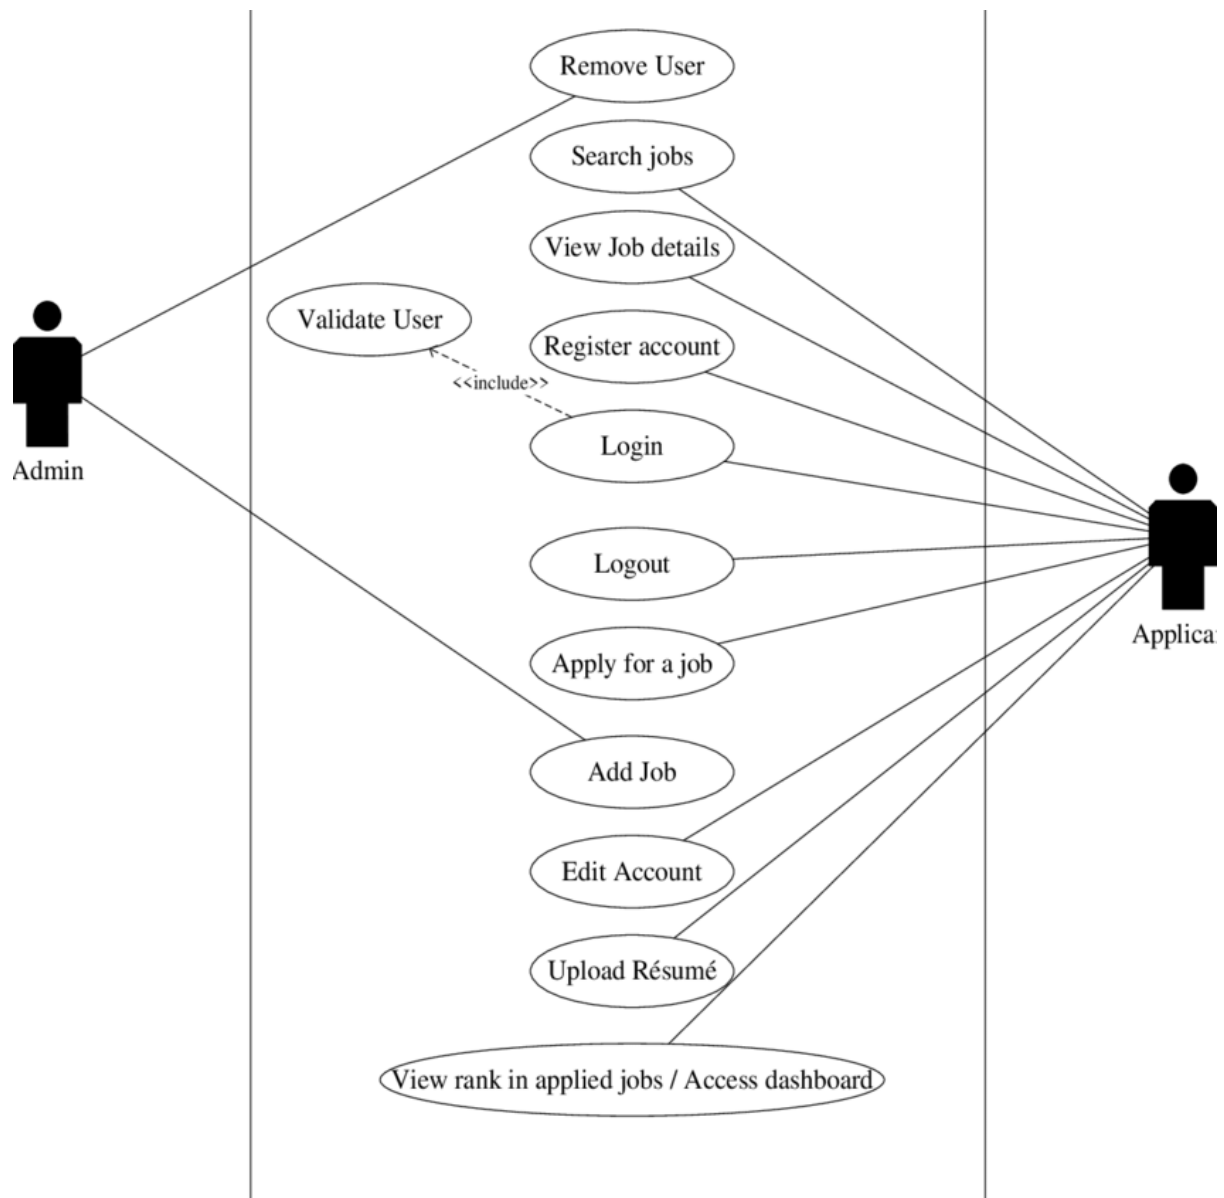 Remove User
Search jobs
View Job details
Validate User
Register account
<<include>>
Login
Admin
Logout
Applica
Apply for a job
Add Job
Edit Account
Upload Résumé
View rank in applied jobs / Access dashboard